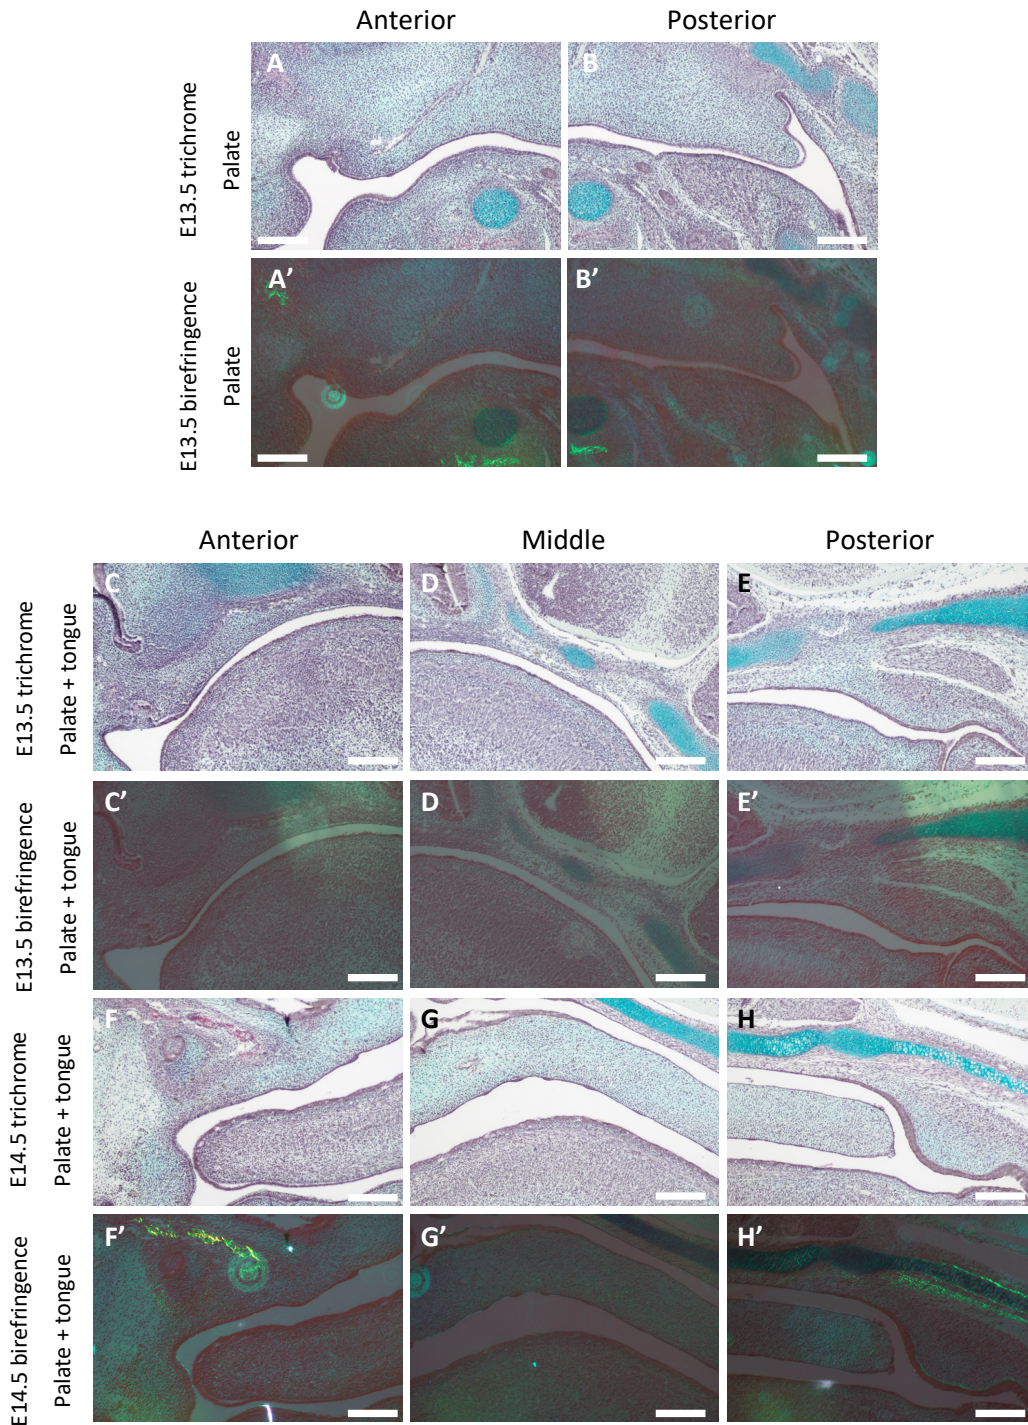 Anterior Posterior
E13.5 trichrome
Palate
A B
E13.5 birefringence
Palate
A’ B’
Anterior Middle Posterior
E13.5 trichrome
Palate + tongue
C D E
E13.5 birefringence
Palate + tongue
C’ D E’
E14.5 trichrome
Palate + tongue
F G H
E14.5 birefringence
Palate + tongue
F’ G’ H’